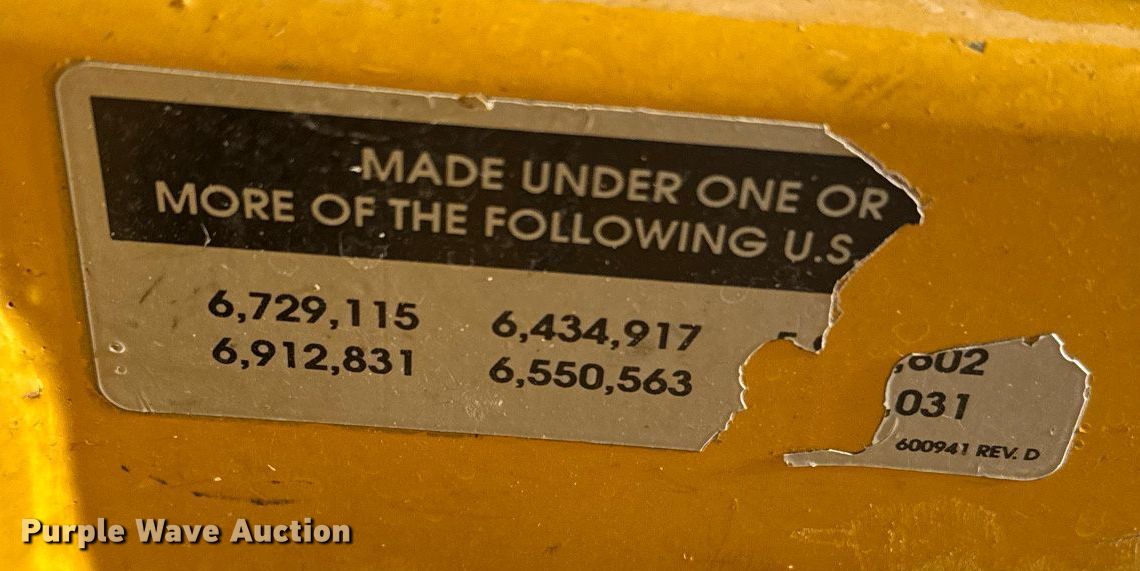 MADE UNDER ONE OR
MORE OF THE FOLLOWING U.S.
6,729,115 6,434,917
6,912,831 6,550,563
,602
,031
600941 REV. D
Purple Wave Auction